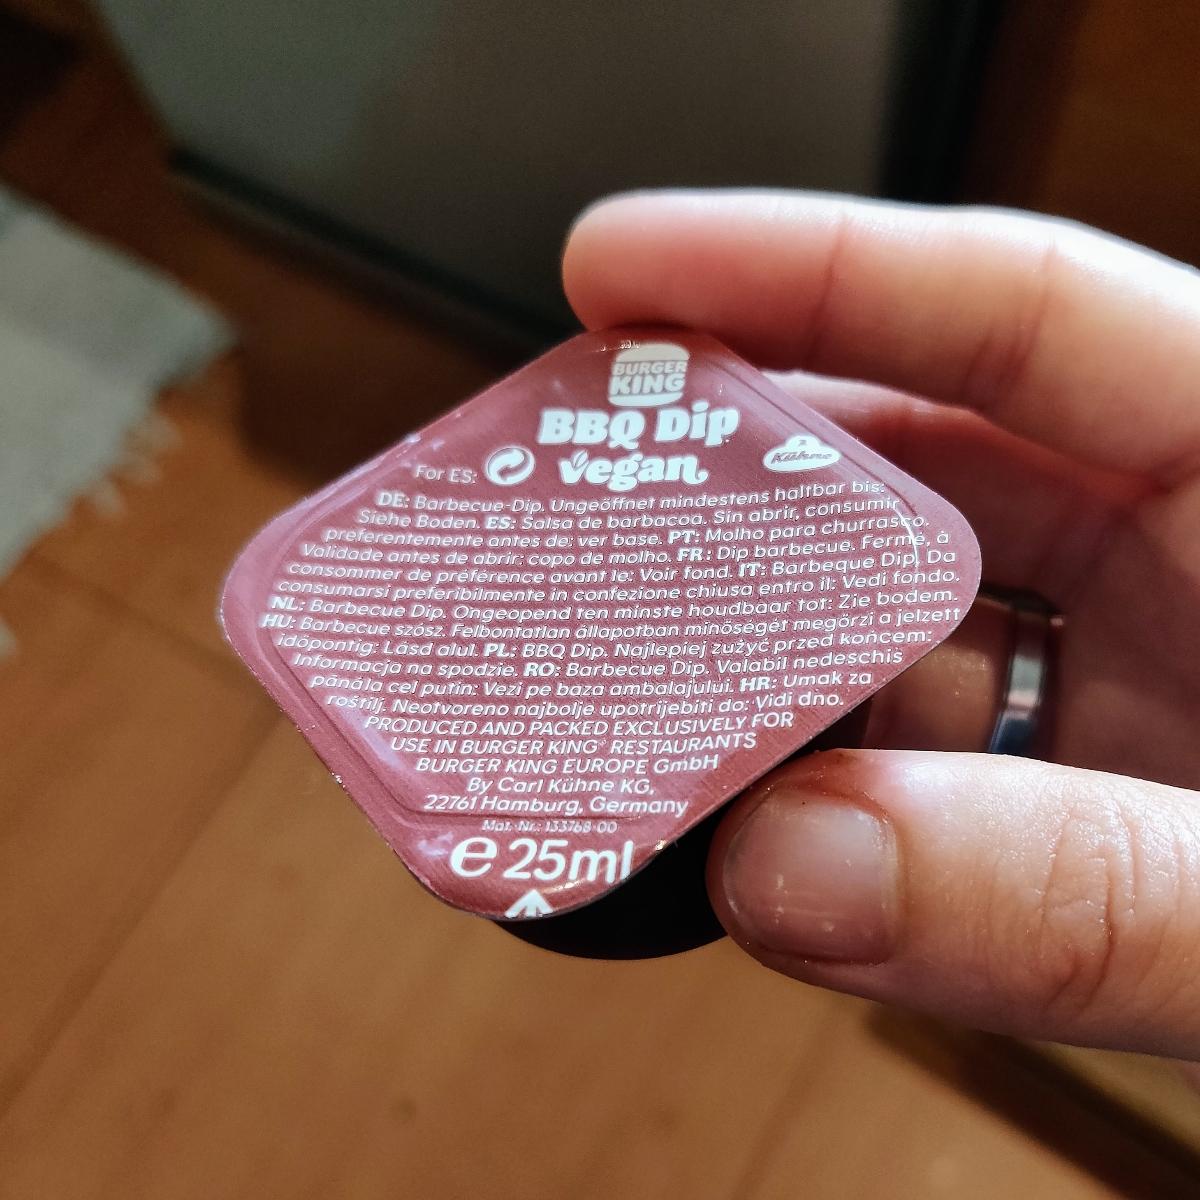 BURGER
KING
BBQ Dip
For ES:
vegan
Kühne
DE: Barbecue-Dip. Ungeöffnet mindestens haltbar bis:
Siehe Boden. ES: Salsa de barbacoa. Sin abrir, consumir
preferentemente antes de: ver base. PT: Molho para churrasco.
Validade antes de abrir: copo de molho. FR: Dip barbecue. Fermé, à
consommer de préférence avant le: Voir fond. IT: Barbeque Dip. Da
consumarsi preferibilmente in confezione chiusa entro il: Vedi fondo.
NL: Barbecue Dip. Ongeopend ten minste houdbaar tot: Zie bodem.
HU: Barbecue szósz. Felbontatlan állapotban minőségét megőrzi a jelzett
időpontig: Lásd alul. PL: BBQ Dip. Najlepiej zużyć przed końcem:
Informacja na spodzie. RO: Barbecue Dip. Valabil nedeschis
până la cel puțin: Vezi pe baza ambalajului. HR: Umak za
roštilj. Neotvoreno najbolje upotrijebiti do: Vidi dno.
PRODUCED AND PACKED EXCLUSIVELY FOR
USE IN BURGER KING® RESTAURANTS
BURGER KING EUROPE GmbH
By Carl Kühne KG,
22761 Hamburg, Germany
Mat.-Nr.: 133768-00
℮ 25ml